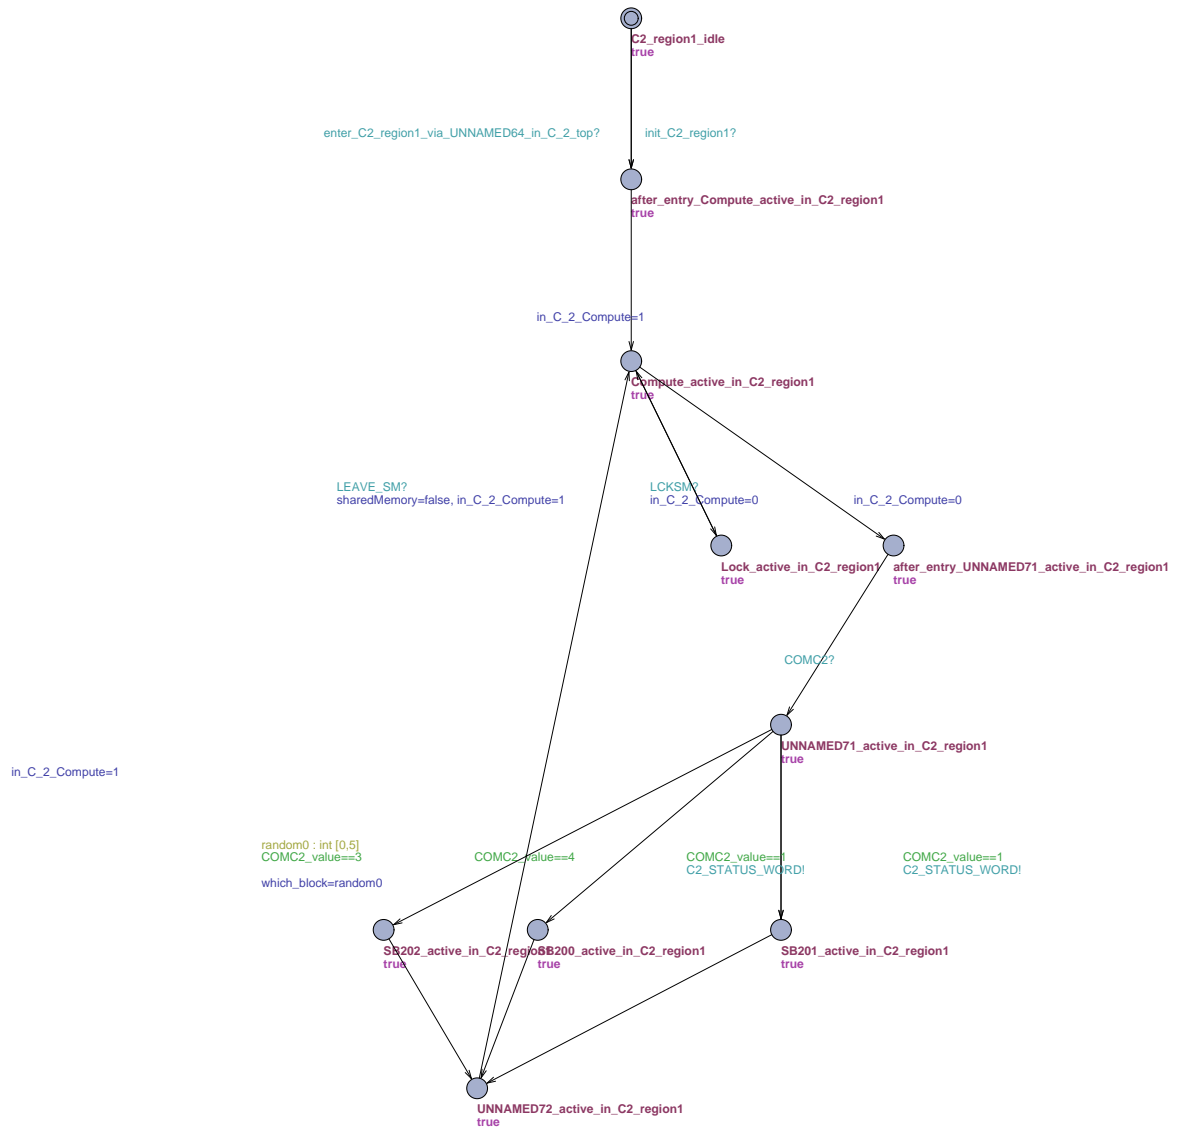 C2_region1_idle
true
enter_C2_region1_via_UNNAMED64_in_C_2_top?
init_C2_region1?
after_entry_Compute_active_in_C2_region1
true
in_C_2_Compute=1
Compute_active_in_C2_region1
true
LEAVE_SM?
sharedMemory=false, in_C_2_Compute=1
LCKSM?
in_C_2_Compute=0
in_C_2_Compute=0
Lock_active_in_C2_region1
true
after_entry_UNNAMED71_active_in_C2_region1
true
COMC2?
UNNAMED71_active_in_C2_region1
true
in_C_2_Compute=1
random0 : int [0,5]
COMC2_value==3
which_block=random0
COMC2_value==4
COMC2_value==1
C2_STATUS_WORD!
COMC2_value==1
C2_STATUS_WORD!
SB202_active_in_C2_region1
true
SB200_active_in_C2_region1
true
SB201_active_in_C2_region1
true
UNNAMED72_active_in_C2_region1
true